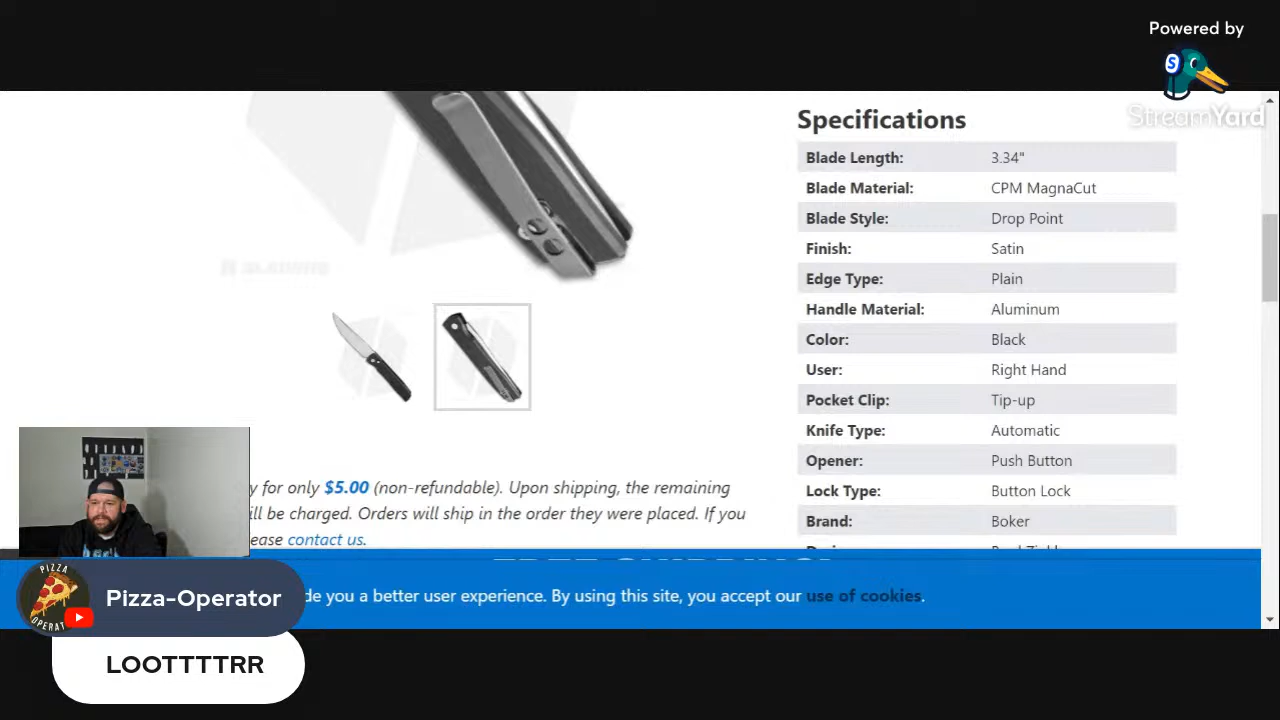 Powered by
StreamYard
Specifications
Blade Length: 3.34"
Blade Material: CPM MagnaCut
Blade Style: Drop Point
Finish: Satin
Edge Type: Plain
Handle Material: Aluminum
Color: Black
User: Right Hand
Pocket Clip: Tip-up
Knife Type: Automatic
Opener: Push Button
Lock Type: Button Lock
Brand: Boker
y for only $5.00 (non-refundable). Upon shipping, the remaining
ill be charged. Orders will ship in the order they were placed. If you
ease contact us.
de you a better user experience. By using this site, you accept our use of cookies.
PIZZA
Pizza-Operator
LOOTTTTRR